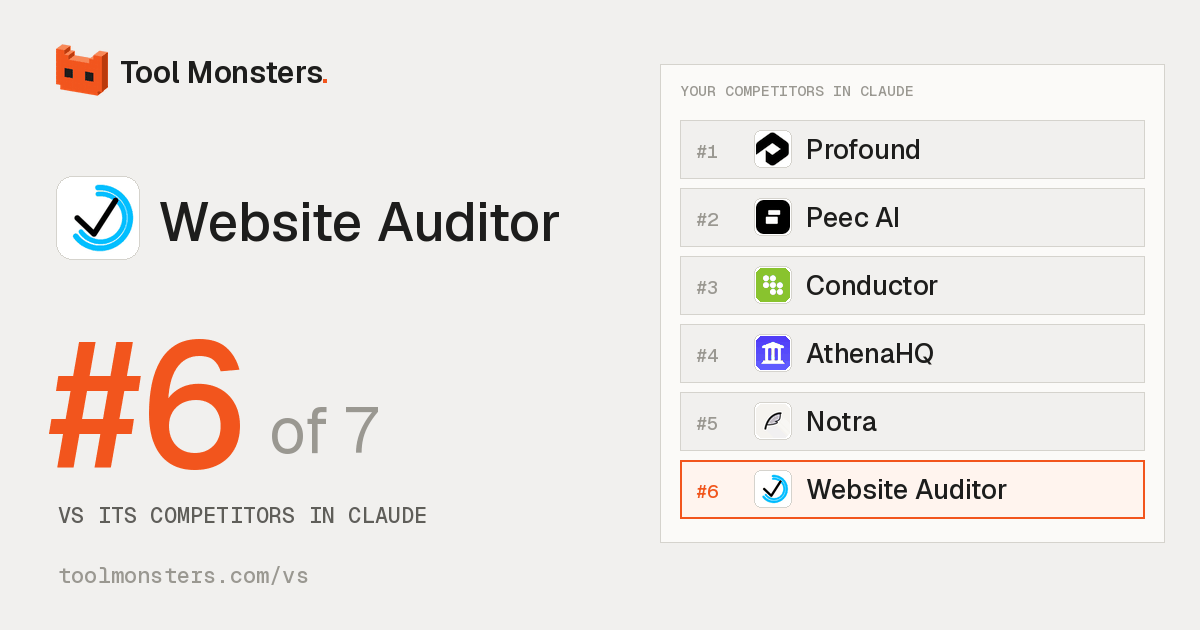 Tool Monsters.
Website Auditor
#6 of 7
VS ITS COMPETITORS IN CLAUDE
toolmonsters.com/vs
YOUR COMPETITORS IN CLAUDE
#1 Profound
#2 Peec AI
#3 Conductor
#4 AthenaHQ
#5 Notra
#6 Website Auditor